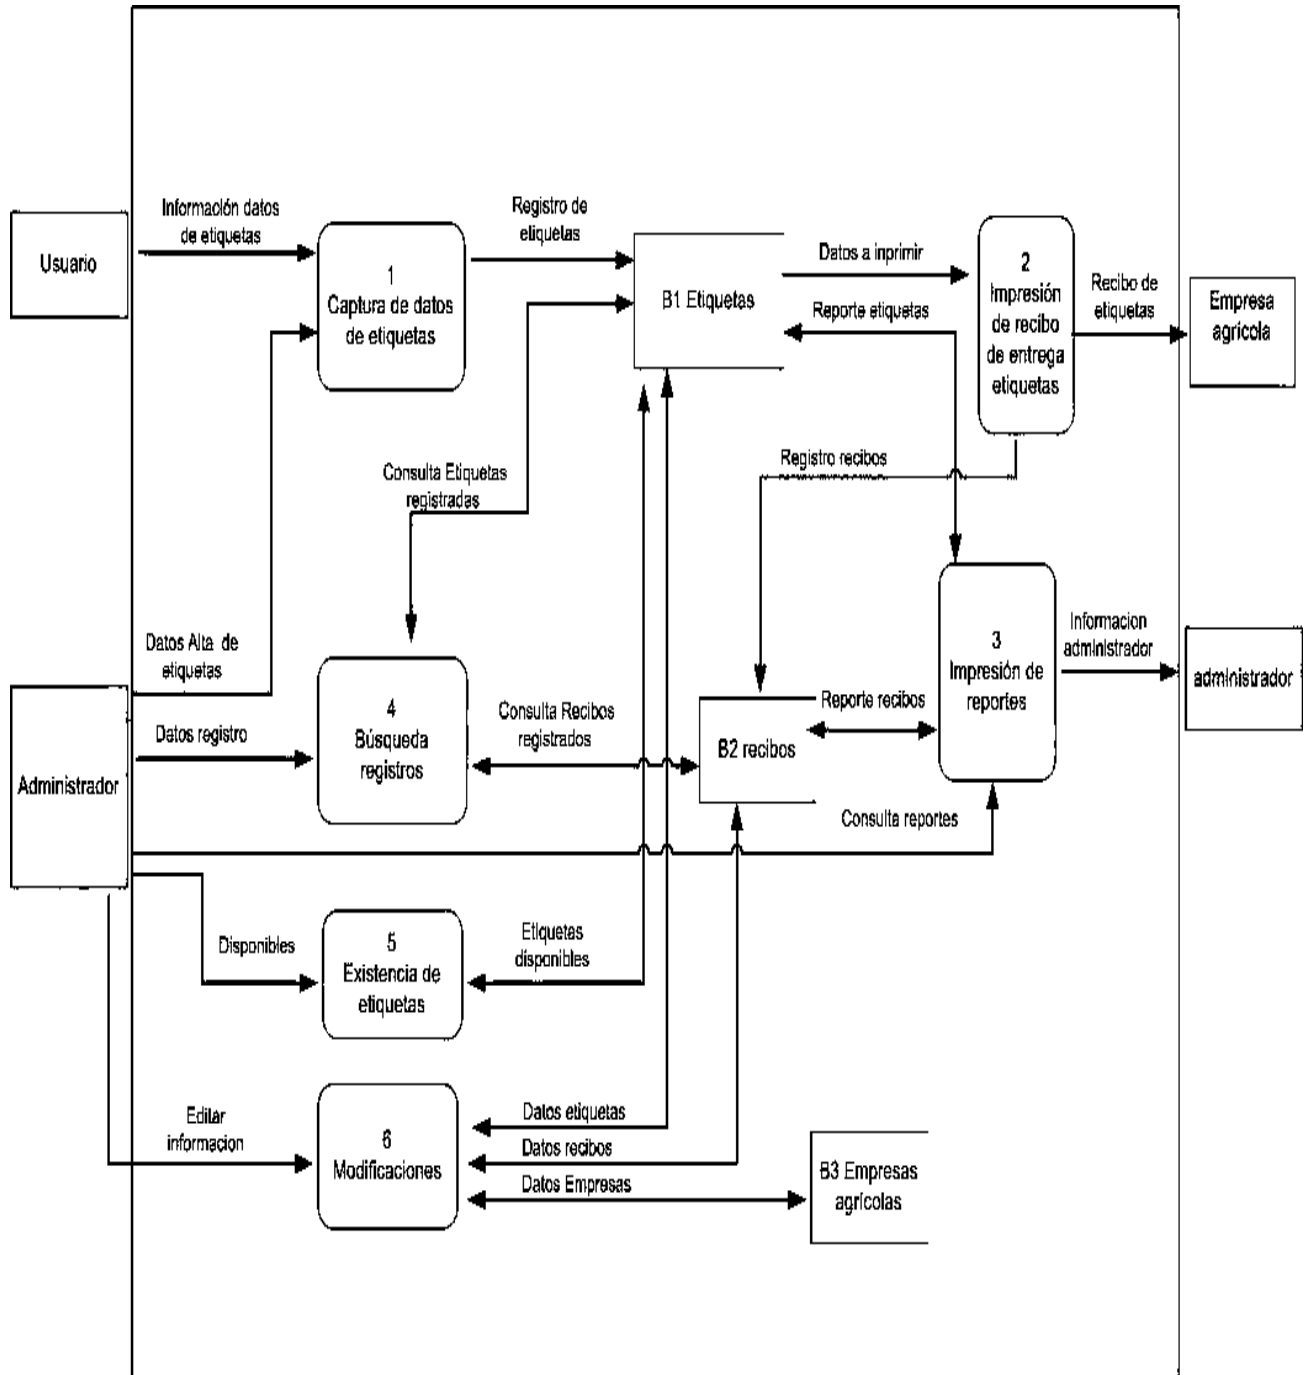 Información datos
de etiquetas
Registro de
etiquetas
Usuario
1
Captura de datos
de etiquetas
B1 Etiquetas
Datos a inprimir
Reporte etiquetas
2
Impresión
de recibo
de entrega
etiquetas
Recibo de
etiquetas
Empresa
agrícola
Consulta Etiquetas
registradas
Registro recibos
Datos Alta de
etiquetas
3
Impresión de
reportes
Informacion
administrador
administrador
Administrador
Datos registro
4
Búsqueda
registros
Consulta Recibos
registrados
B2 recibos
Reporte recibos
Consulta reportes
Disponibles
5
Existencia de
etiquetas
Etiquetas
disponibles
Editar
informacion
6
Modificaciones
Datos etiquetas
Datos recibos
Datos Empresas
B3 Empresas
agrícolas